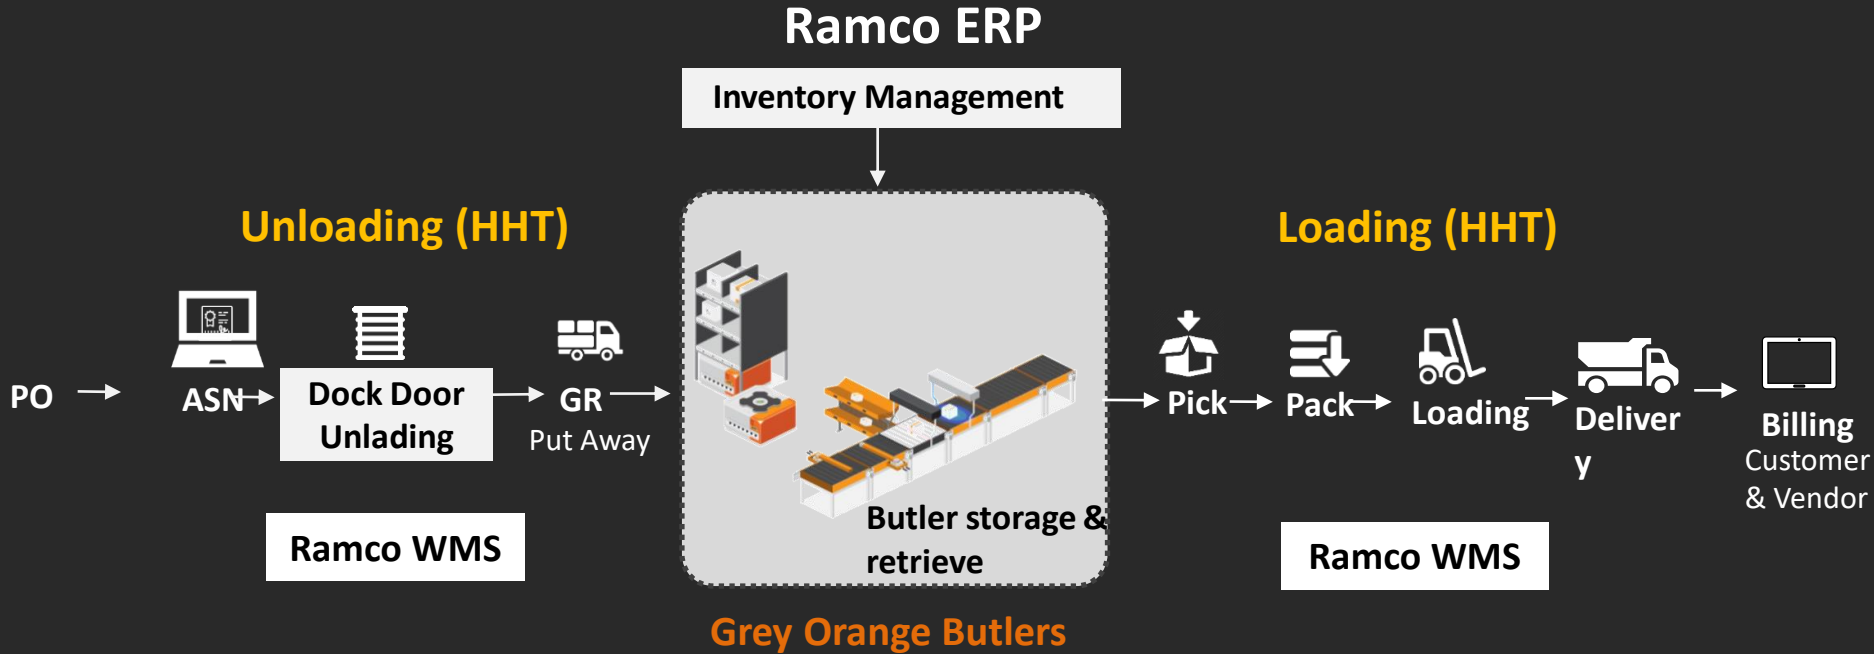 Ramco ERP
Inventory Management
Unloading (HHT)
Loading (HHT)
PO
ASN
Dock Door
Unlading)
GR
Put Away
Butler storage &
retrieve
Pick
Pack
Loading
Deliver
y
Billing
Customer
& Vendor
Ramco WMS
Ramco WMS
Grey Orange Butlers